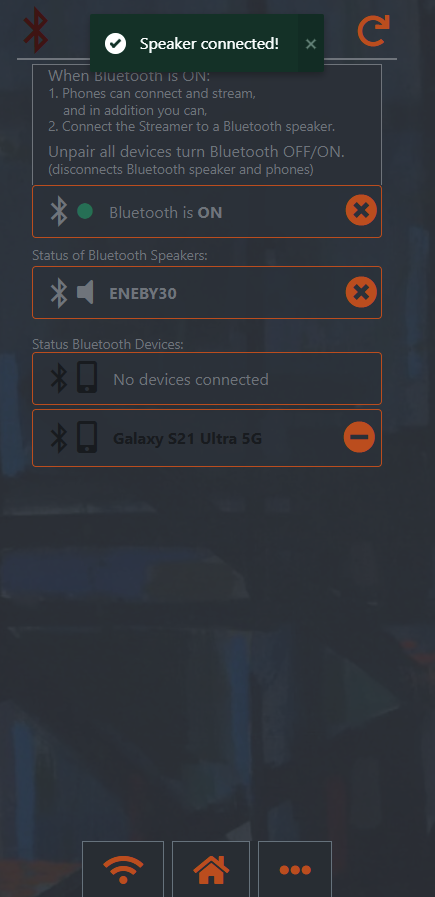 Speaker connected!
When Bluetooth is ON:
1. Phones can connect and stream,
and in addition you can,
2. Connect the Streamer to a Bluetooth speaker.
Unpair all devices turn Bluetooth OFF/ON.
(disconnects Bluetooth speaker and phones)
Bluetooth is ON
Status of Bluetooth Speakers:
ENEBY30
Status Bluetooth Devices:
No devices connected
Galaxy S21 Ultra 5G